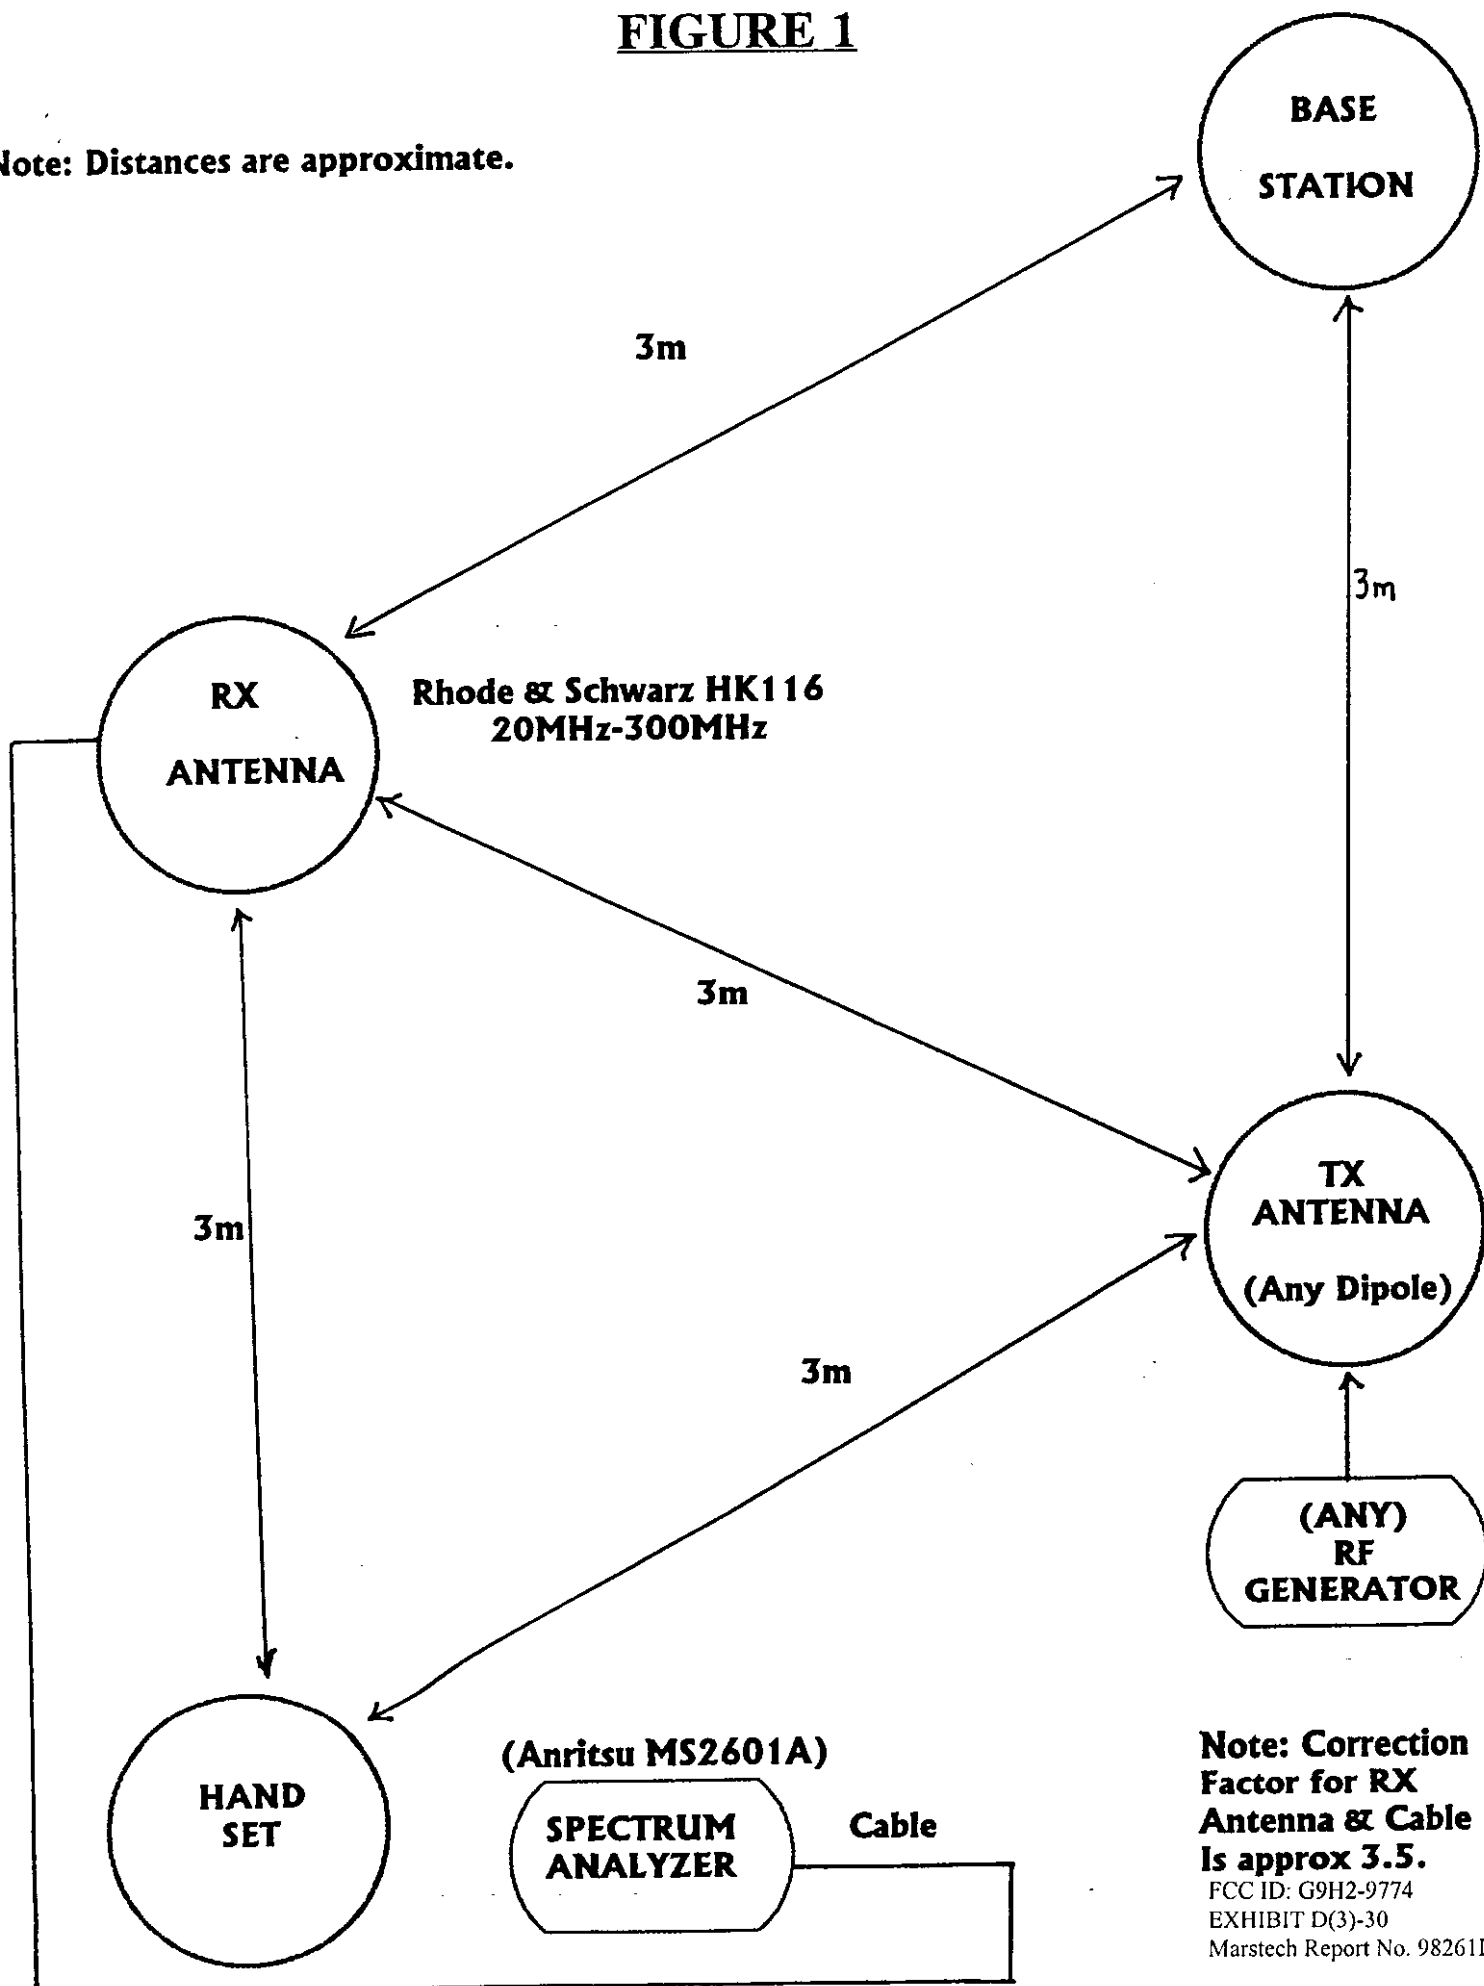 FIGURE 1
BASE
STATION
Note: Distances are approximate.
3m
3m
RX
ANTENNA
Rhode & Schwarz HK116
20MHz-300MHz
3m
3m
TX
ANTENNA
(Any Dipole)
3m
(ANY)
RF
GENERATOR
HAND
SET
(Anritsu MS2601A)
SPECTRUM
ANALYZER
Cable
Note: Correction
Factor for RX
Antenna & Cable
Is approx 3.5.
FCC ID: G9H2-9774
EXHIBIT D(3)-30
Marstech Report No.